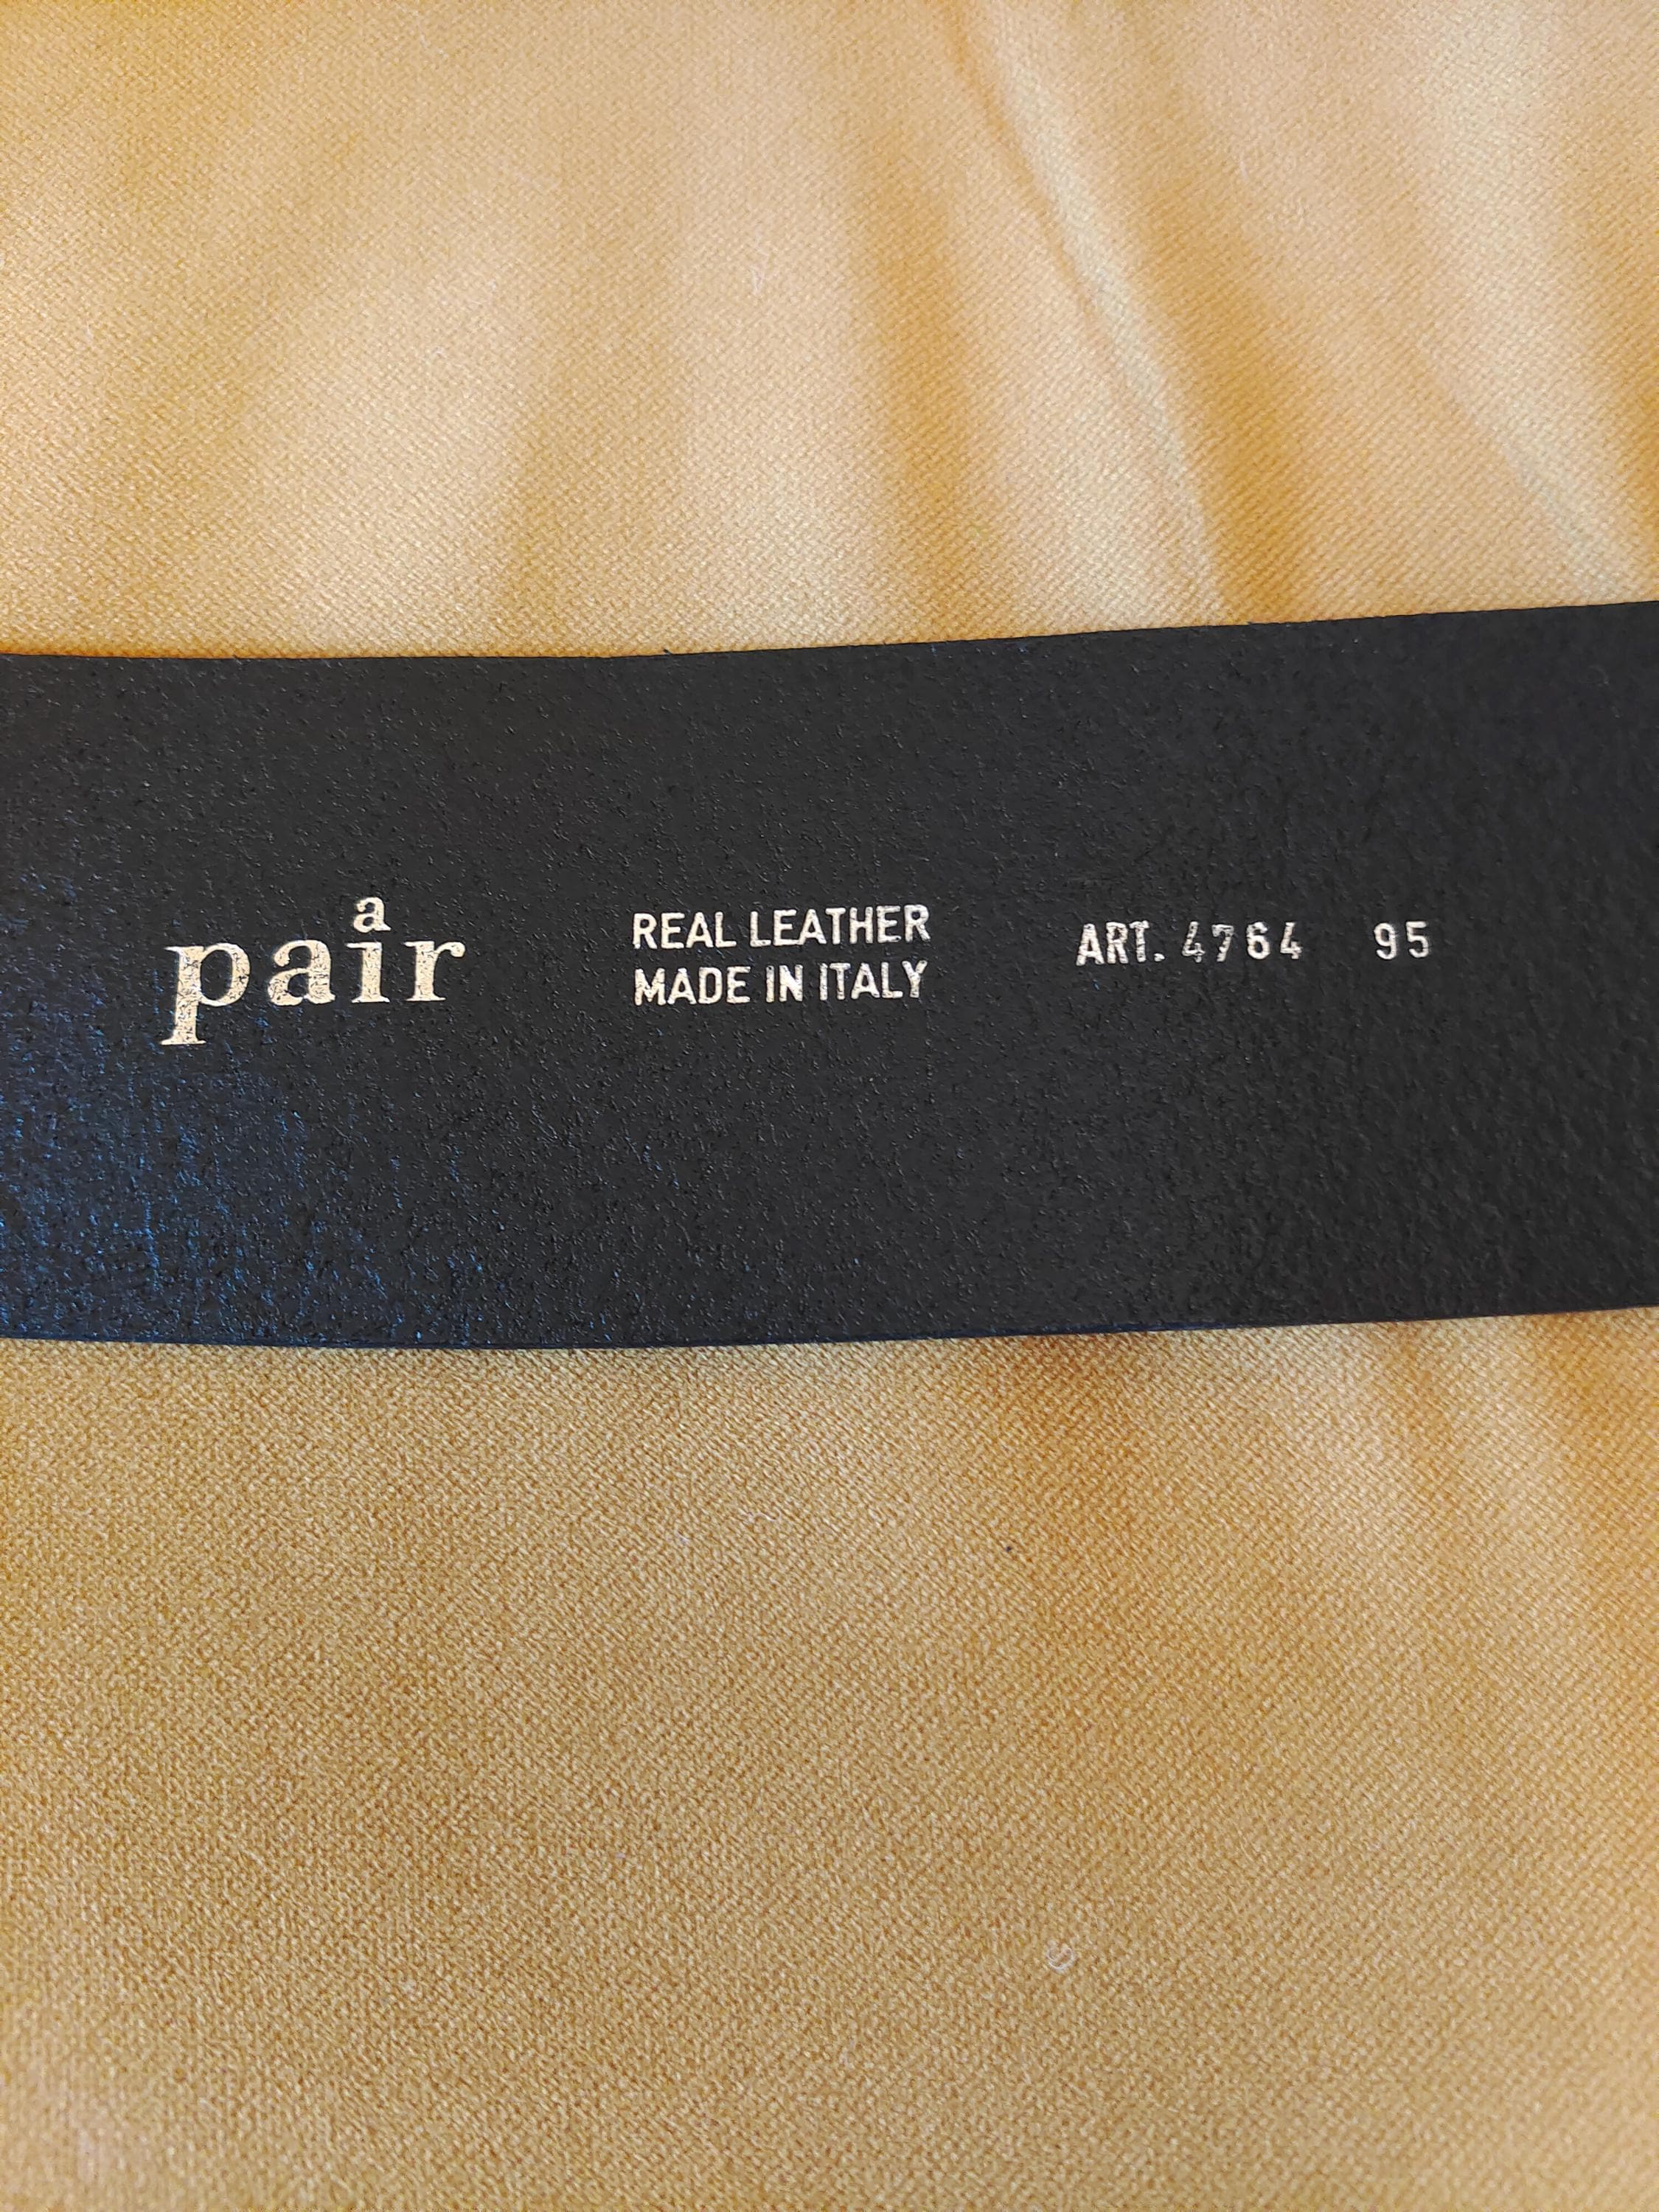 a
pair
REAL LEATHER
MADE IN ITALY
ART. 4764 95